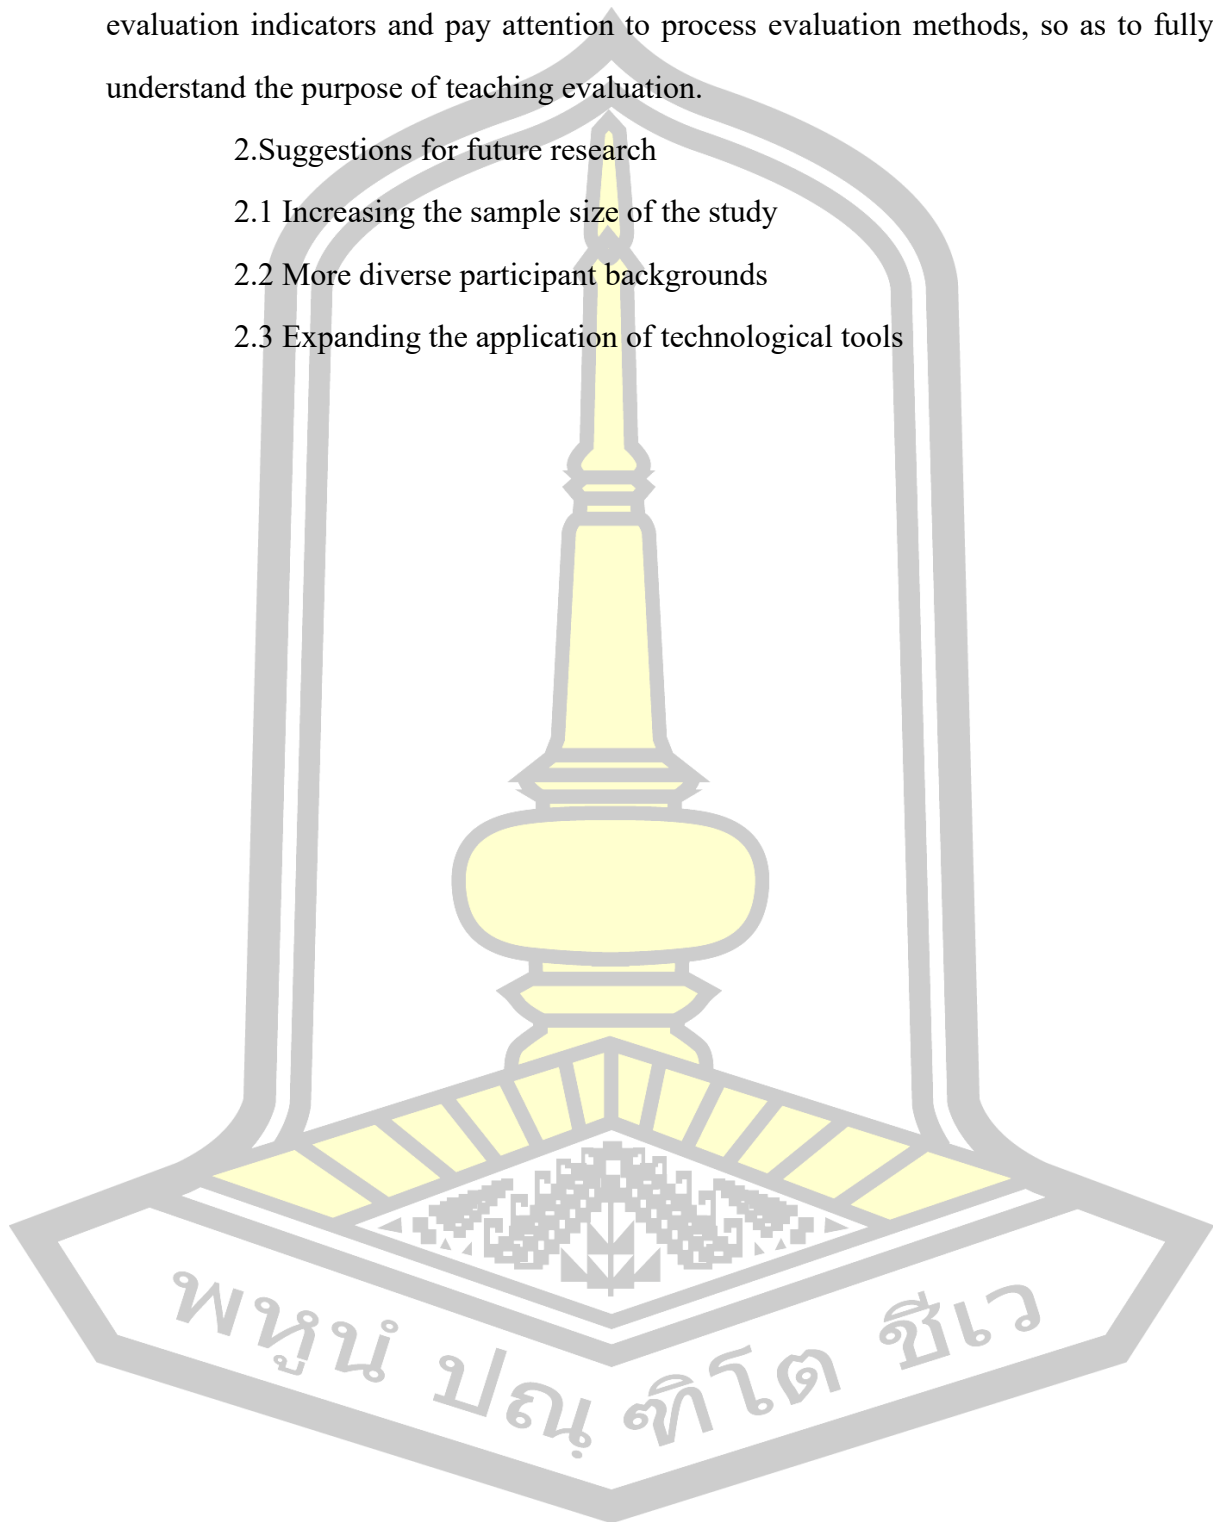 evaluation indicators and pay attention to process evaluation methods, so as to fully
understand the purpose of teaching evaluation.
2.Suggestions for future research
2.1 Increasing the sample size of the study
2.2 More diverse participant backgrounds
2.3 Expanding the application of technological tools
พหูนํ ปณฺ ฑิโต ชีเว